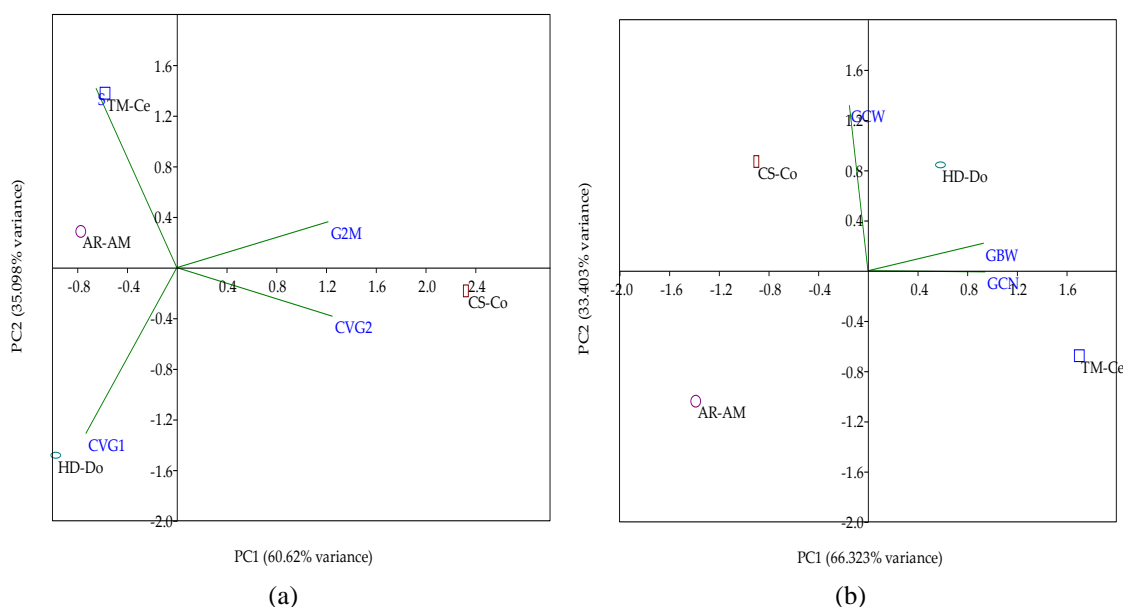 1.6
1.2
0.8
0.4
-0.8
-0.4
0.4
0.8
1.2
1.6
2.0
2.4
-0.4
-0.8
-1.2
-1.6
-2.0
S
TM-Ce
AR-AM
G2M
CS-Co
CVG2
CVG1
HD-Do
PC2 (35.098% variance)
PC1 (60.62% variance)
(a)
1.6
1.2
0.8
0.4
-2.0
-1.6
-1.2
-0.8
-0.4
0.4
0.8
1.2
1.6
-0.4
-0.8
-1.2
-1.6
-2.0
GCW
CS-Co
HD-Do
GBW
GCN
TM-Ce
AR-AM
PC2 (33.403% variance)
PC1 (66.323% variance)
(b)